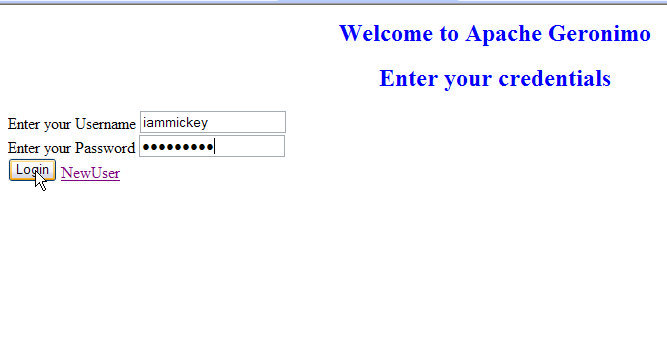 Welcome to Apache Geronimo
Enter your credentials
Enter your Username iammickey
Enter your Password •••••••••
Login NewUser